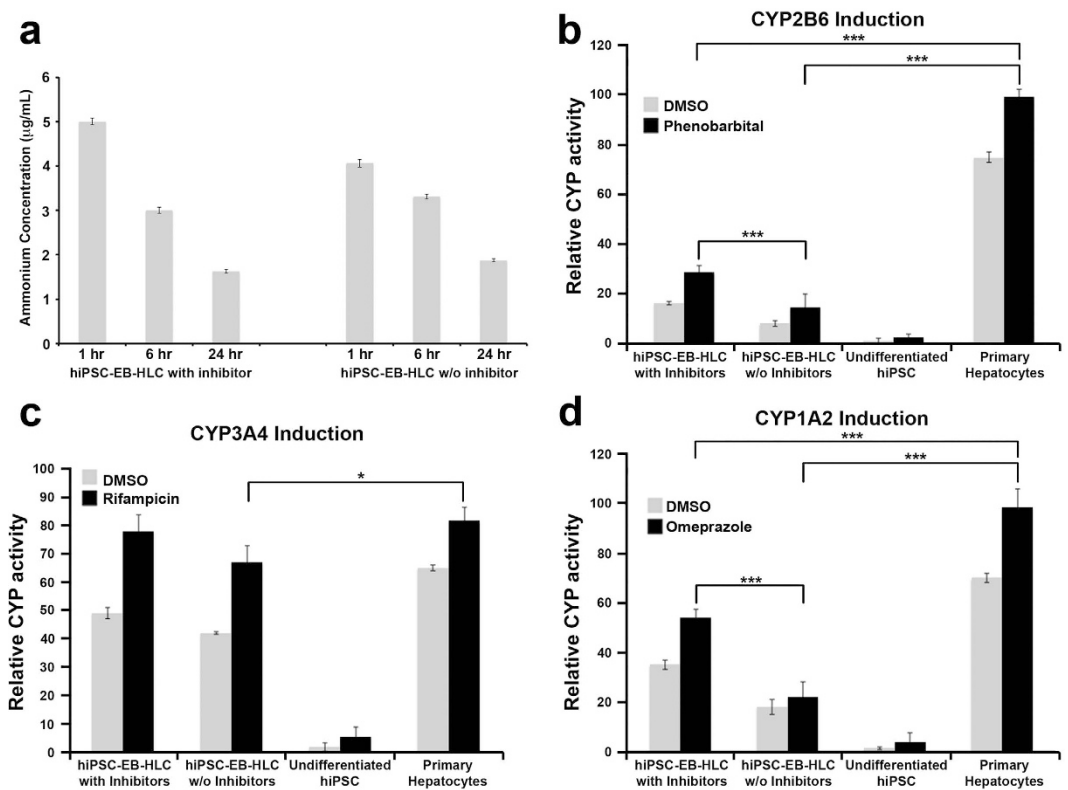 a
Ammonium Concentration (µg/mL)
6
5
4
3
2
1
0
1 hr 6 hr 24 hr 1 hr 6 hr 24 hr
hiPSC-EB-HLC with inhibitor hiPSC-EB-HLC w/o inhibitor
b
CYP2B6 Induction
Relative CYP activity
120
100
80
60
40
20
0
DMSO
Phenobarbital
***
***
***
hiPSC-EB-HLC hiPSC-EB-HLC Undifferentiated Primary
with Inhibitors w/o Inhibitors hiPSC Hepatocytes
c
CYP3A4 Induction
Relative CYP activity
100
90
80
70
60
50
40
30
20
10
0
DMSO
Rifampicin
*
hiPSC-EB-HLC hiPSC-EB-HLC Undifferentiated Primary
with Inhibitors w/o Inhibitors hiPSC Hepatocytes
d
CYP1A2 Induction
Relative CYP activity
120
100
80
60
40
20
0
DMSO
Omeprazole
***
***
***
hiPSC-EB-HLC hiPSC-EB-HLC Undifferentiated Primary
with Inhibitors w/o Inhibitors hiPSC Hepatocytes